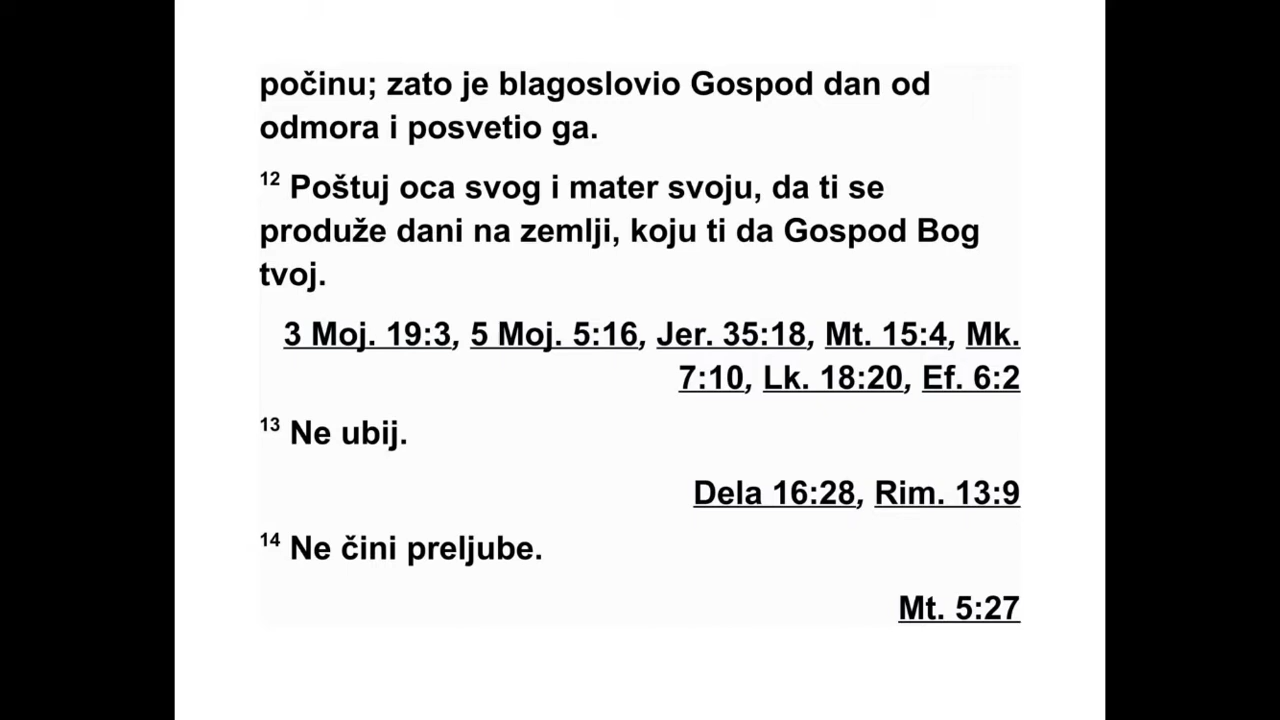 počinu; zato je blagoslovio Gospod dan od
odmora i posvetio ga.
12 Poštuj oca svog i mater svoju, da ti se
produže dani na zemlji, koju ti da Gospod Bog
tvoj.
3 Moj. 19:3, 5 Moj. 5:16, Jer. 35:18, Mt. 15:4, Mk.
7:10, Lk. 18:20, Ef. 6:2
13 Ne ubij.
Dela 16:28, Rim. 13:9
14 Ne čini preljube.
Mt. 5:27